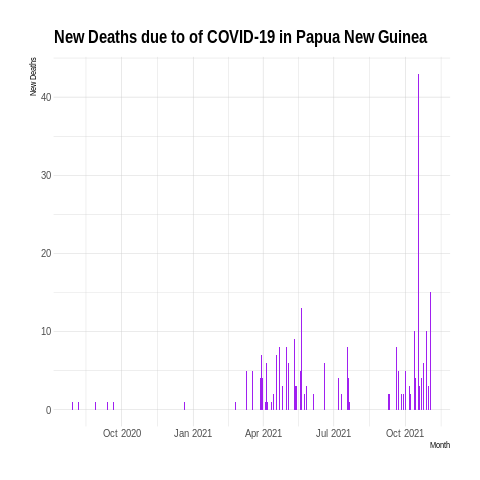 New Deaths due to of COVID-19 in Papua New Guinea
New Deaths
40
30
20
10
0
Oct 2020 Jan 2021 Apr 2021 Jul 2021 Oct 2021
Month